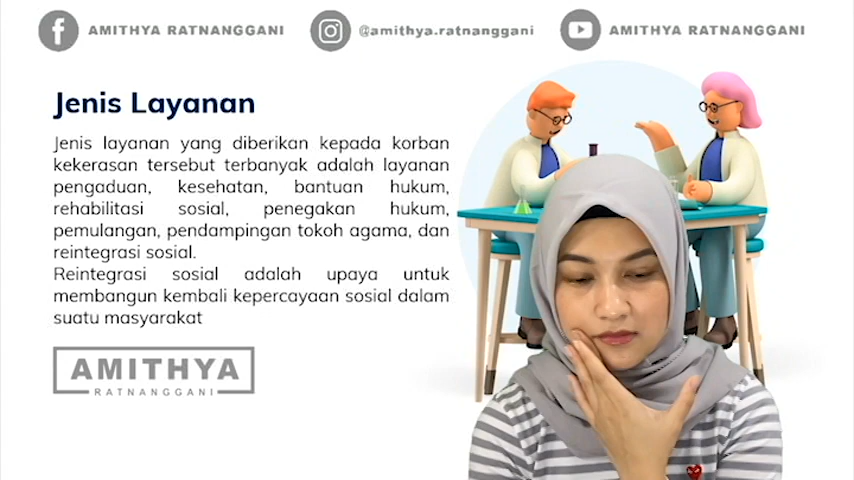 AMITHYA RATNANGGANI
@amithya.ratnanggani
AMITHYA RATNANGGANI
Jenis Layanan
Jenis layanan yang diberikan kepada korban
kekerasan tersebut terbanyak adalah layanan
pengaduan, kesehatan, bantuan hukum,
rehabilitasi sosial, penegakan hukum,
pemulangan, pendampingan tokoh agama, dan
reintegrasi sosial.
Reintegrasi sosial adalah upaya untuk
membangun kembali kepercayaan sosial dalam
suatu masyarakat
AMITHYA
RATNANGGANI